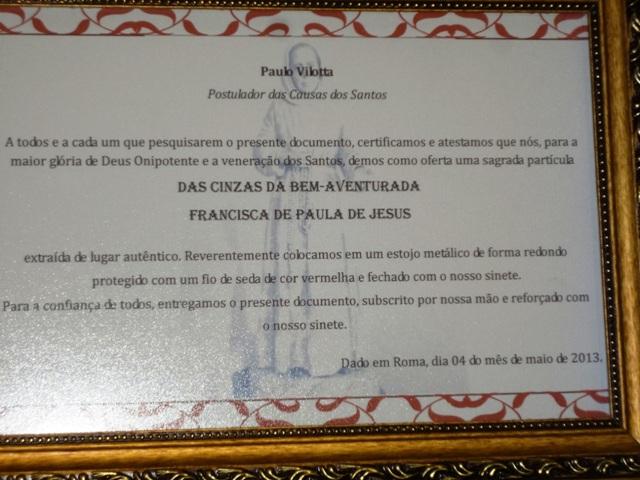 Paulo Vilotta
Postulador das Causas dos Santos
A todos e a cada um que pesquisarem o presente documento, certificamos e atestamos que nós, para a
maior glória de Deus Onipotente e a veneração dos Santos, demos como oferta uma sagrada partícula
DAS CINZAS DA BEM-AVENTURADA
FRANCISCA DE PAULA DE JESUS
extraída de lugar autêntico. Reverentemente colocamos em um estojo metálico de forma redondo
protegido com um fio de seda de cor vermelha e fechado com o nosso sinete.
Para a confiança de todos, entregamos o presente documento, subscrito por nossa mão e reforçado com
o nosso sinete.
Dado em Roma, dia 04 do mês de maio de 2013.